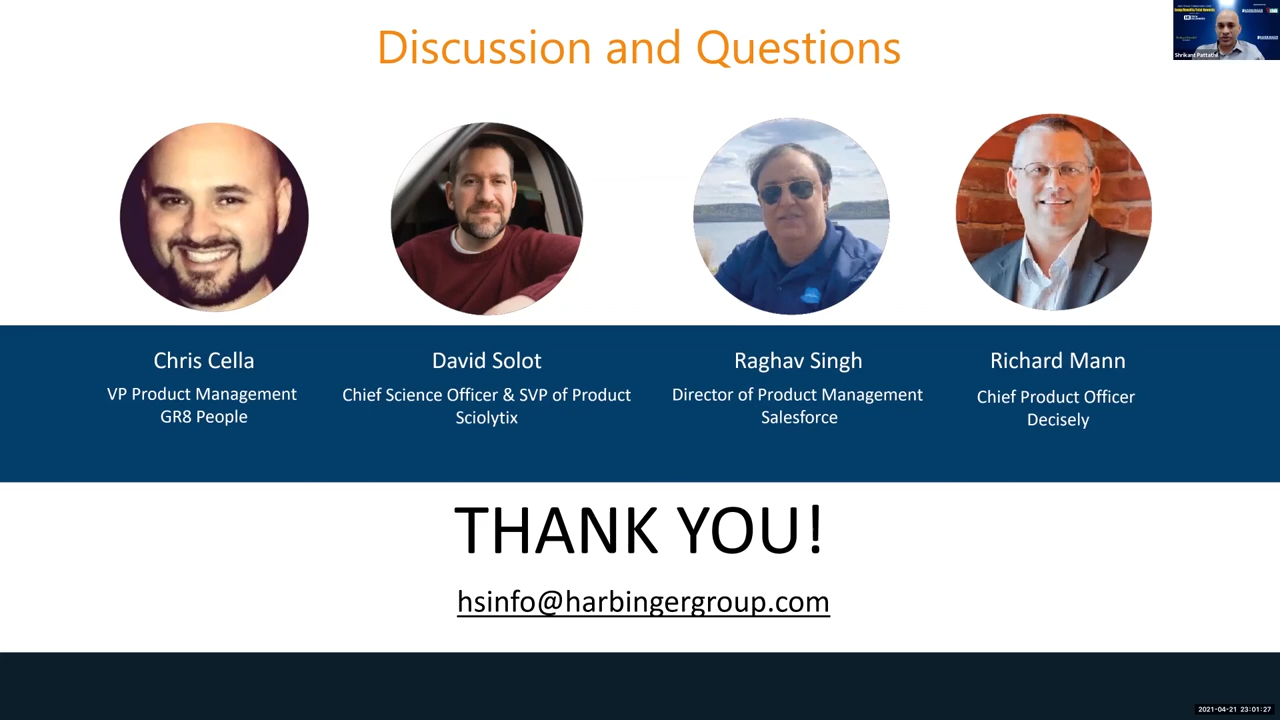 Discussion and Questions
Shrikant Pattathil
Chris Cella
VP Product Management
GR8 People
David Solot
Chief Science Officer & SVP of Product
Sciolytix
Raghav Singh
Director of Product Management
Salesforce
Richard Mann
Chief Product Officer
Decisely
THANK YOU!
hsinfo@harbingergroup.com
2021-04-21 23:01:27